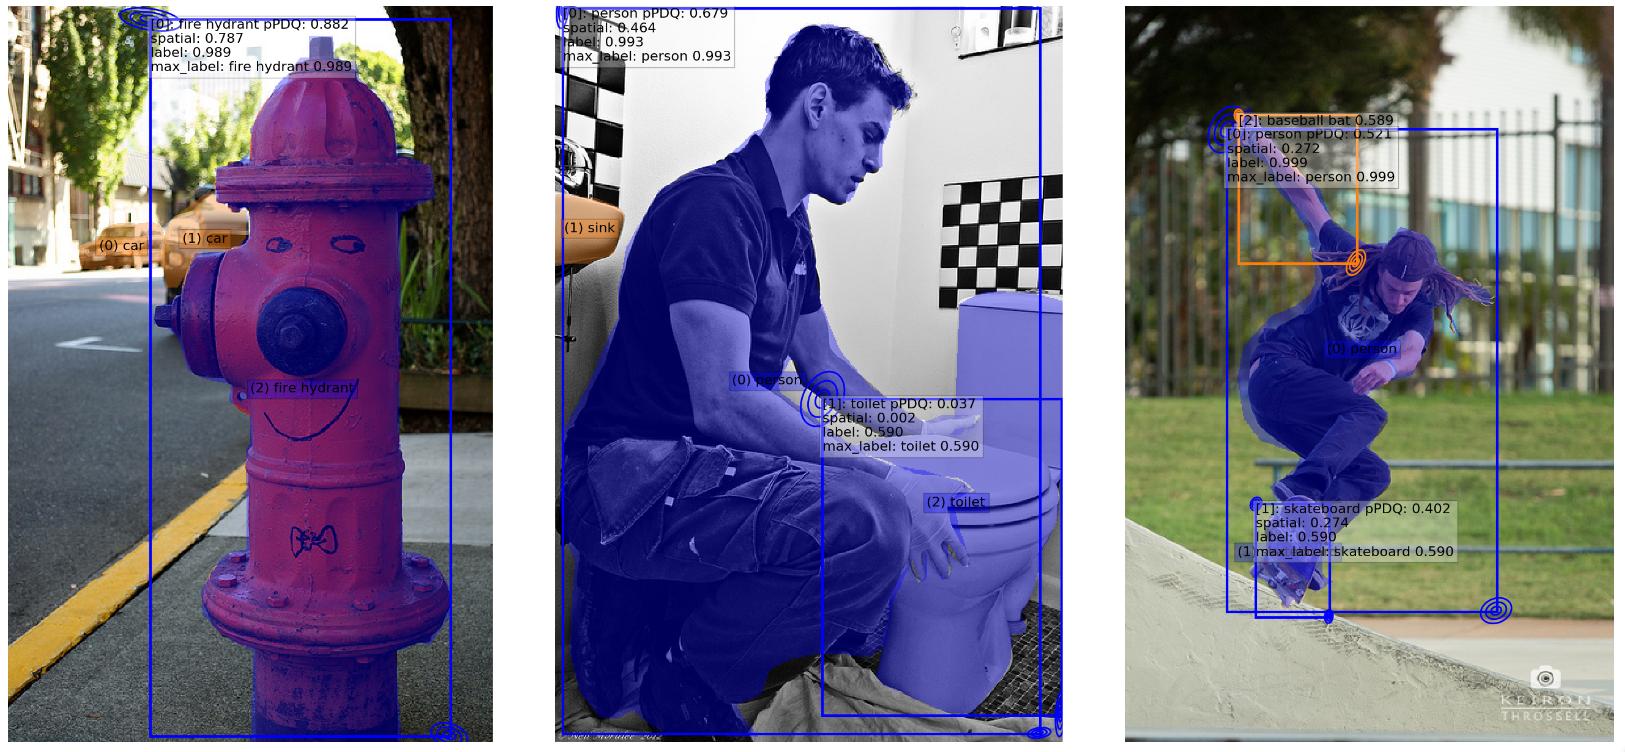 [0]: fire hydrant pPDQ: 0.882
spatial: 0.787
label: 0.989
max_label: fire hydrant 0.989
(0) car
(1) car
(2) fire hydrant
[0]: person pPDQ: 0.679
spatial: 0.464
label: 0.993
max_label: person 0.993
(1) sink
(0) person
[1]: toilet pPDQ: 0.037
spatial: 0.002
label: 0.590
max_label: toilet 0.590
(2) toilet
[2]: baseball bat 0.589
[0]: person pPDQ: 0.521
spatial: 0.272
label: 0.999
max_label: person 0.999
(0) person
[1]: skateboard pPDQ: 0.402
spatial: 0.274
label: 0.590
(1
max_label: skateboard 0.590
KEIRON
THROSSELL